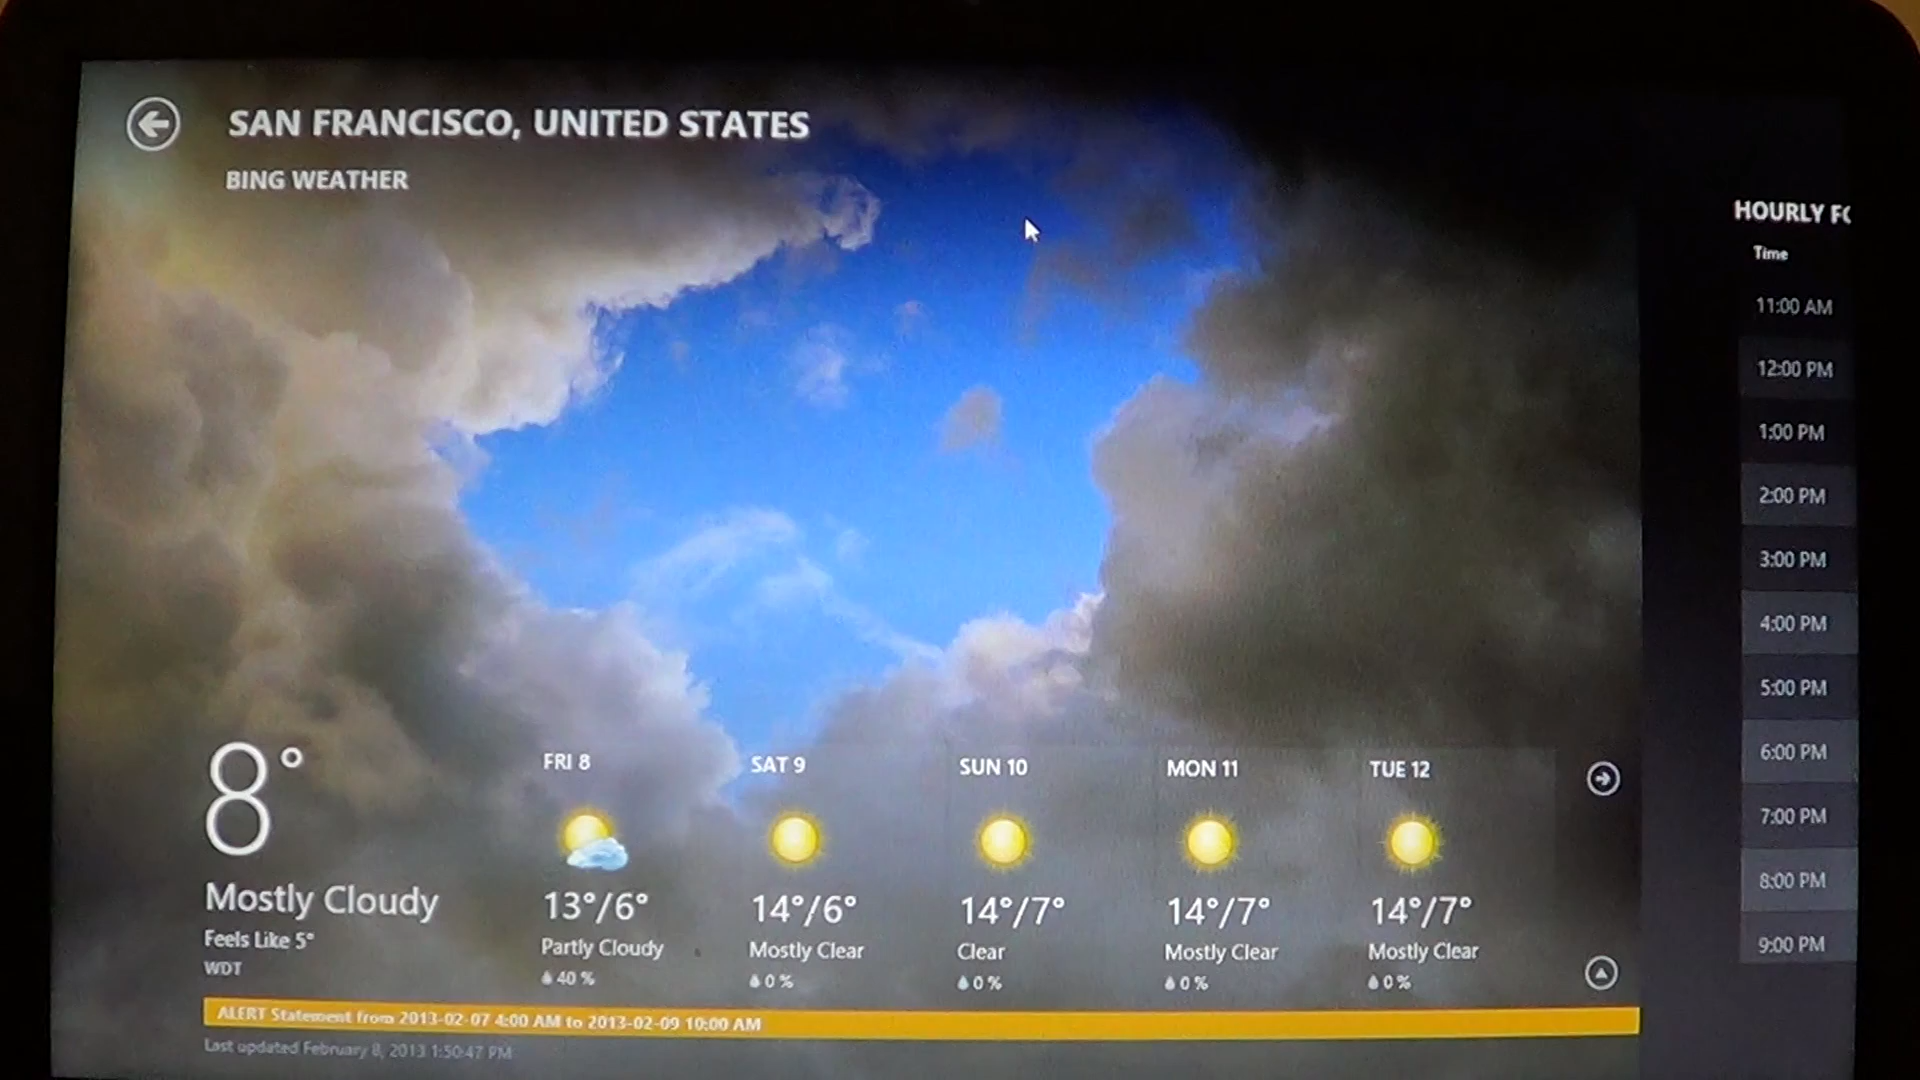 SAN FRANCISCO, UNITED STATES
BING WEATHER
8°
Mostly Cloudy
Feels Like 5°
WDT
FRI 8
13°/6°
Partly Cloudy
40 %
SAT 9
14°/6°
Mostly Clear
0 %
SUN 10
14°/7°
Clear
0 %
MON 11
14°/7°
Mostly Clear
0 %
TUE 12
14°/7°
Mostly Clear
0 %
ALERT Statement from 2013-02-07 4:00 AM to 2013-02-09 10:00 AM
Last updated February 8, 2013 1:50:47 PM
HOURLY
Time
11:00 AM
12:00 PM
1:00 PM
2:00 PM
3:00 PM
4:00 PM
5:00 PM
6:00 PM
7:00 PM
8:00 PM
9:00 PM